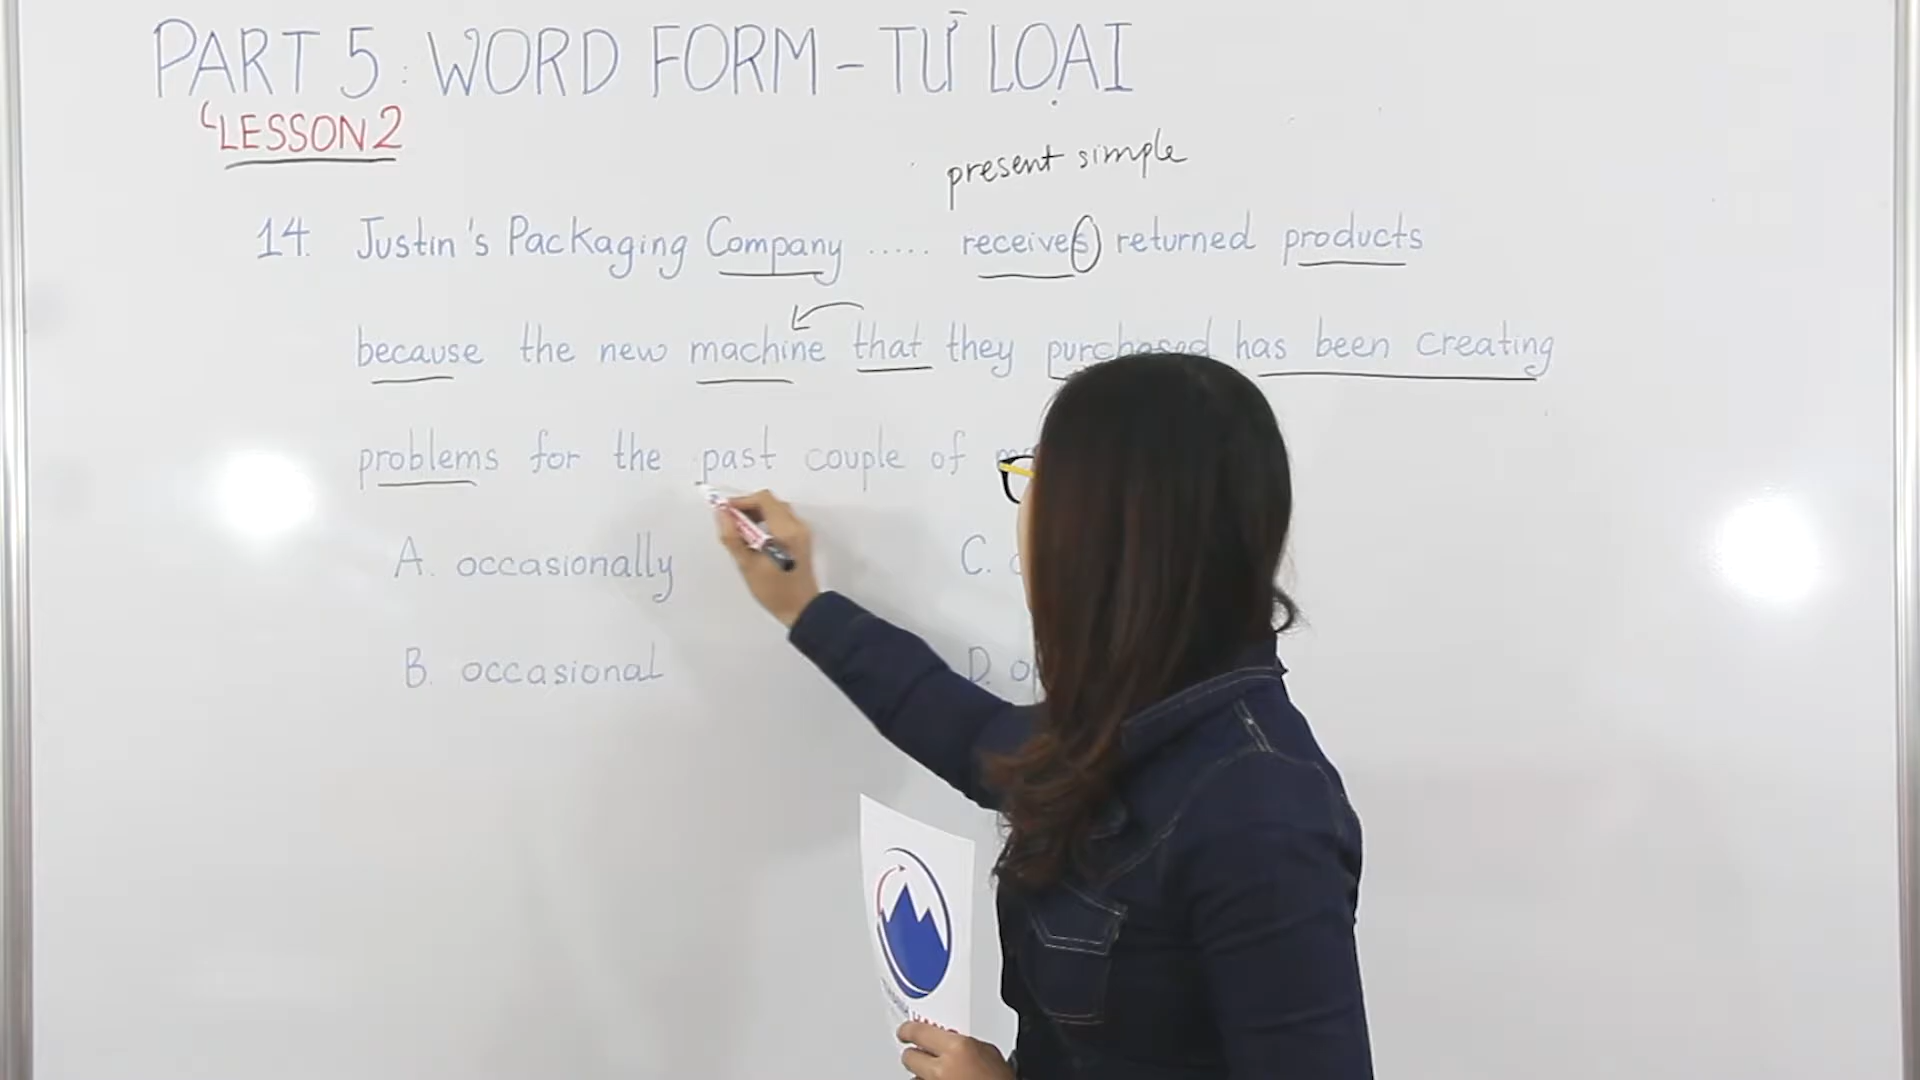 PART 5: WORD FORM - TỪ LOẠI
LESSON 2
present simple
14. Justin's Packaging Company ..... receives returned products
because the new machine that they purchased has been creating
problems for the past couple of
A. occasionally
C.
B. occasional
D.